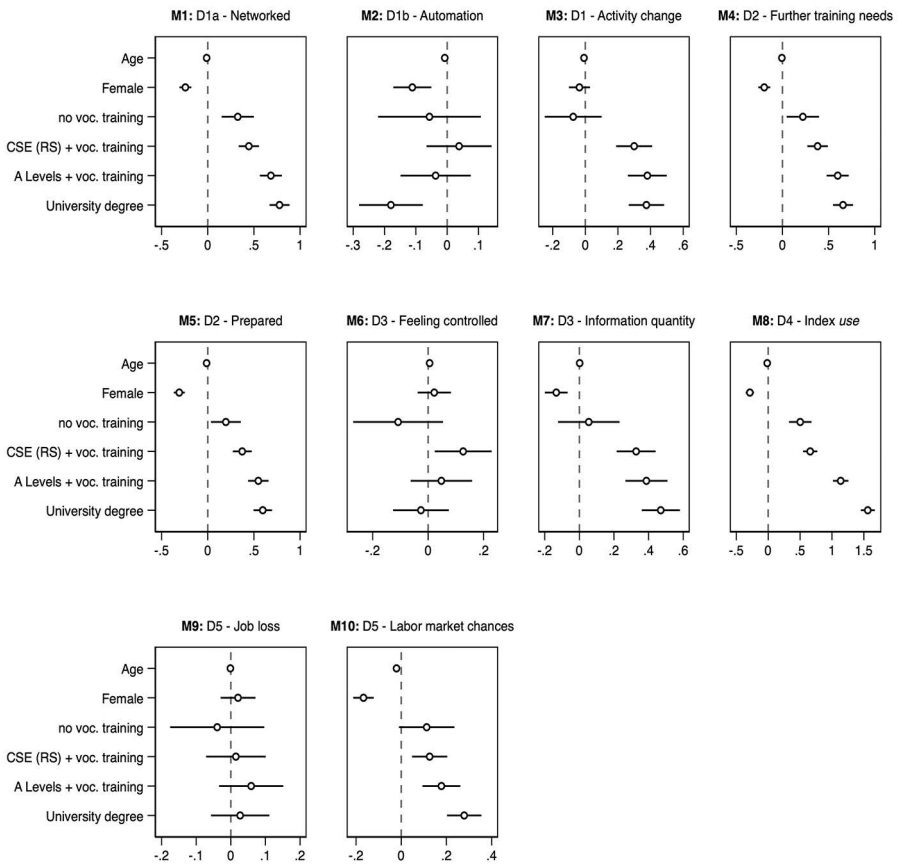 M1: D1a - Networked
M2: D1b - Automation
M3: D1 - Activity change
M4: D2 - Further training needs
Age
Female
no voc. training
CSE (RS) + voc. training
A Levels + voc. training
University degree
-.5 0 .5 1
-.3 -.2 -.1 0 .1
-.2 0 .2 .4 .6
-.5 0 .5 1
M5: D2 - Prepared
M6: D3 - Feeling controlled
M7: D3 - Information quantity
M8: D4 - Index use
Age
Female
no voc. training
CSE (RS) + voc. training
A Levels + voc. training
University degree
-.5 0 .5 1
-.2 0 .2
-.2 0 .2 .4 .6
-.5 0 .5 1 1.5
M9: D5 - Job loss
M10: D5 - Labor market chances
Age
Female
no voc. training
CSE (RS) + voc. training
A Levels + voc. training
University degree
-.2 -.1 0 .1 .2
-.2 0 .2 .4